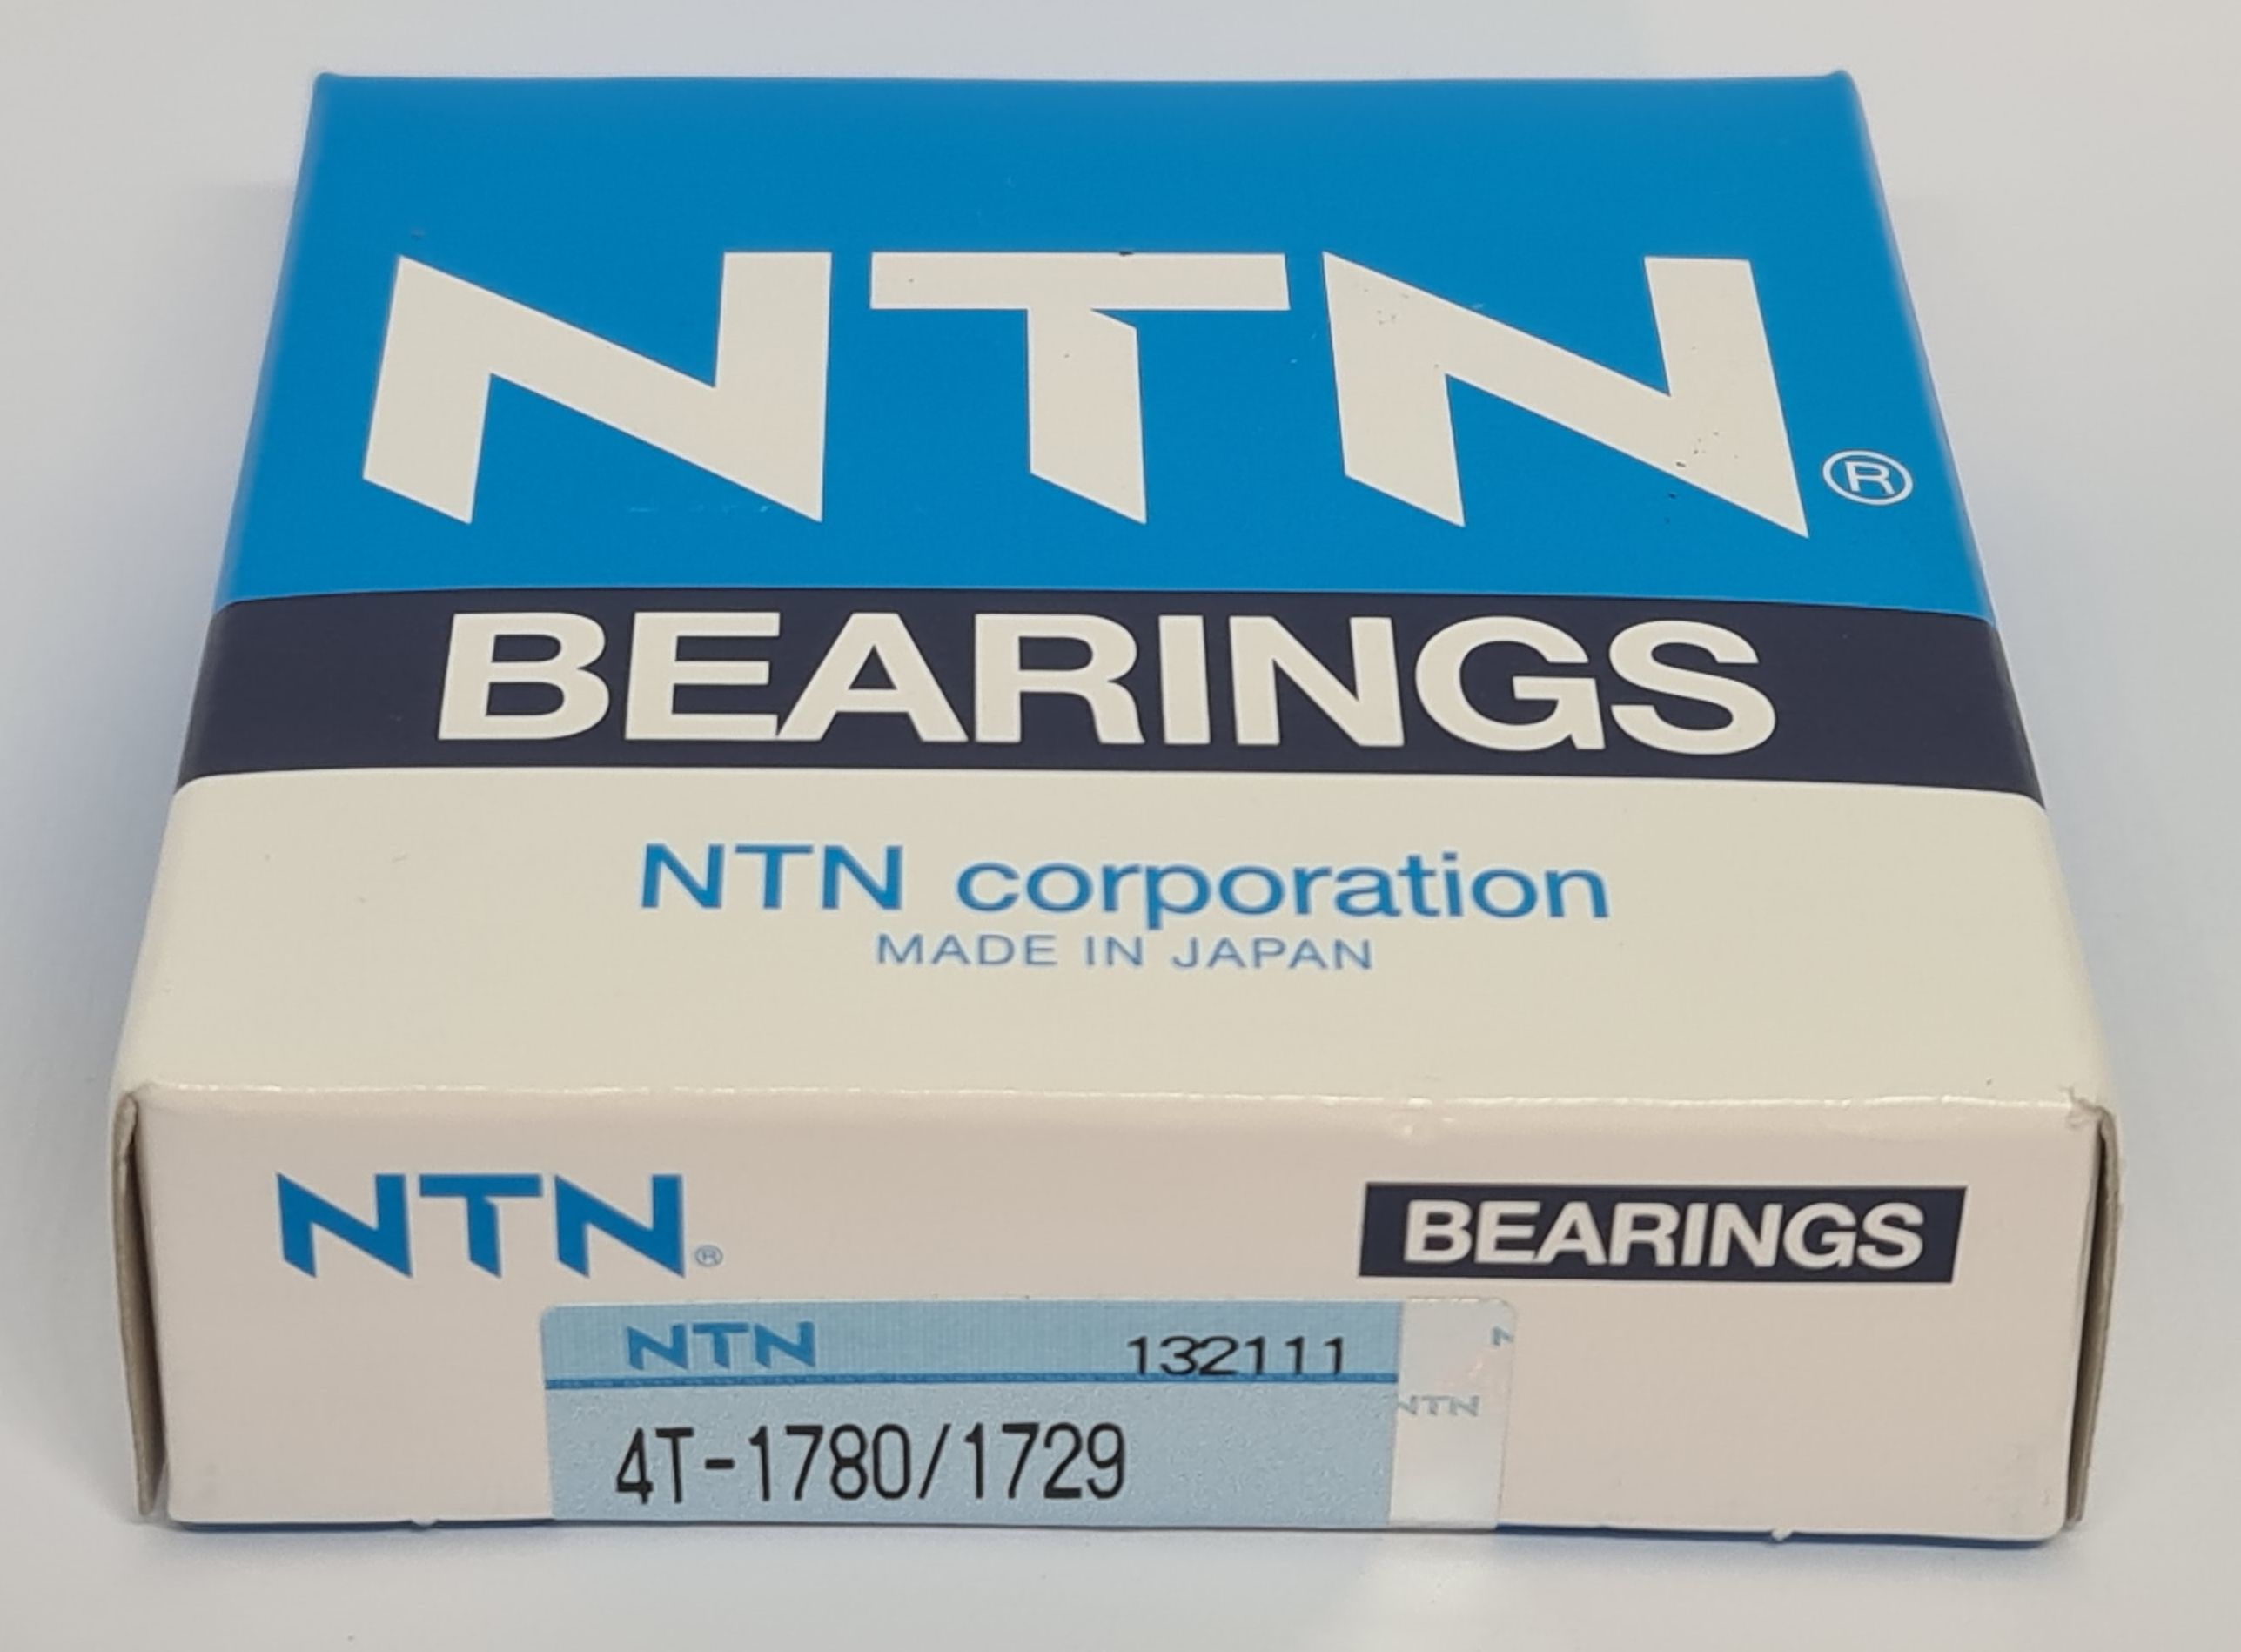 NTN®
BEARINGS
NTN corporation
MADE IN JAPAN
NTN® BEARINGS
NTN 132111
NTN
4T-1780/1729